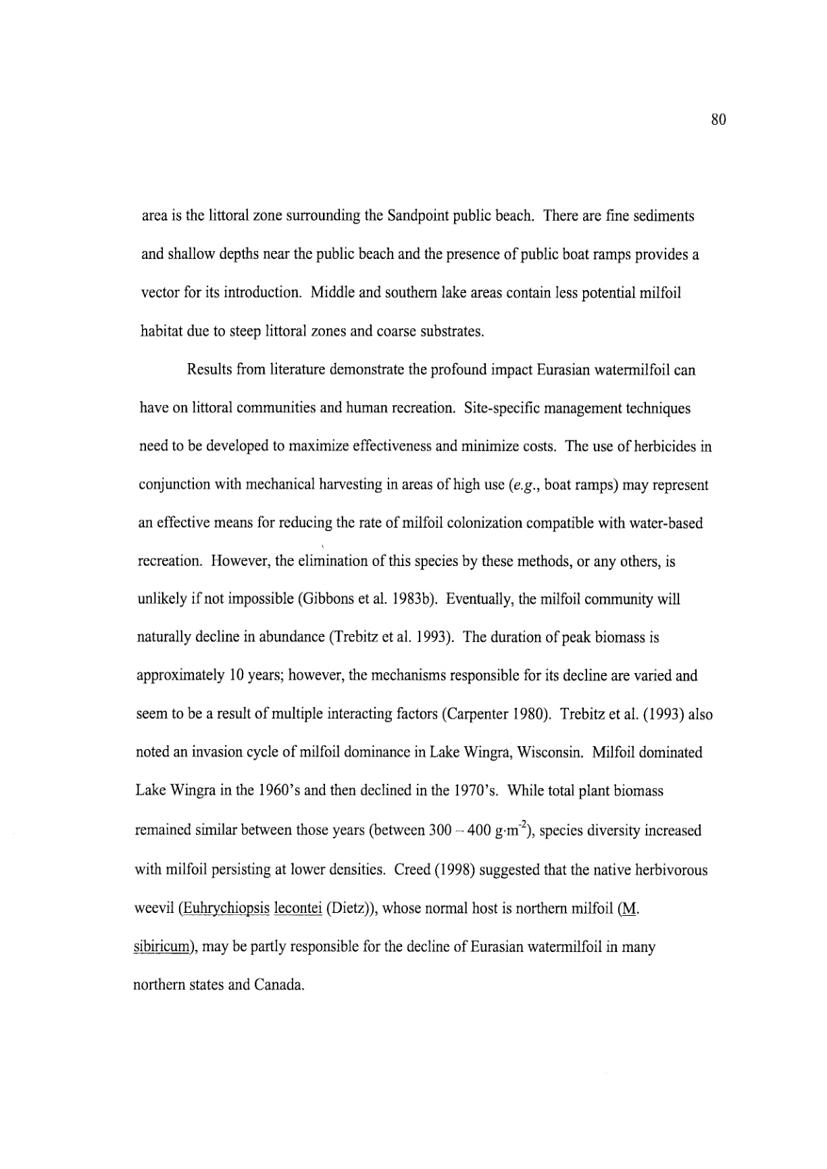 80
area is the littoral zone surrounding the Sandpoint public beach. There are fine sediments
and shallow depths near the public beach and the presence of public boat ramps provides a
vector for its introduction. Middle and southern lake areas contain less potential milfoil
habitat due to steep littoral zones and coarse substrates.
Results from literature demonstrate the profound impact Eurasian watermilfoil can
have on littoral communities and human recreation. Site-specific management techniques
need to be developed to maximize effectiveness and minimize costs. The use of herbicides in
conjunction with mechanical harvesting in areas of high use (e.g., boat ramps) may represent
an effective means for reducing the rate of milfoil colonization compatible with water-based
recreation. However, the elimination of this species by these methods, or any others, is
unlikely if not impossible (Gibbons et al. 1983b). Eventually, the milfoil community will
naturally decline in abundance (Trebitz et al. 1993). The duration of peak biomass is
approximately 10 years; however, the mechanisms responsible for its decline are varied and
seem to be a result of multiple interacting factors (Carpenter 1980). Trebitz et al. (1993) also
noted an invasion cycle of milfoil dominance in Lake Wingra, Wisconsin. Milfoil dominated
Lake Wingra in the 1960's and then declined in the 1970's. While total plant biomass
remained similar between those years (between 300 – 400 g·m⁻²), species diversity increased
with milfoil persisting at lower densities. Creed (1998) suggested that the native herbivorous
weevil (Euhrychiopsis lecontei (Dietz)), whose normal host is northern milfoil (M.
sibiricum), may be partly responsible for the decline of Eurasian watermilfoil in many
northern states and Canada.